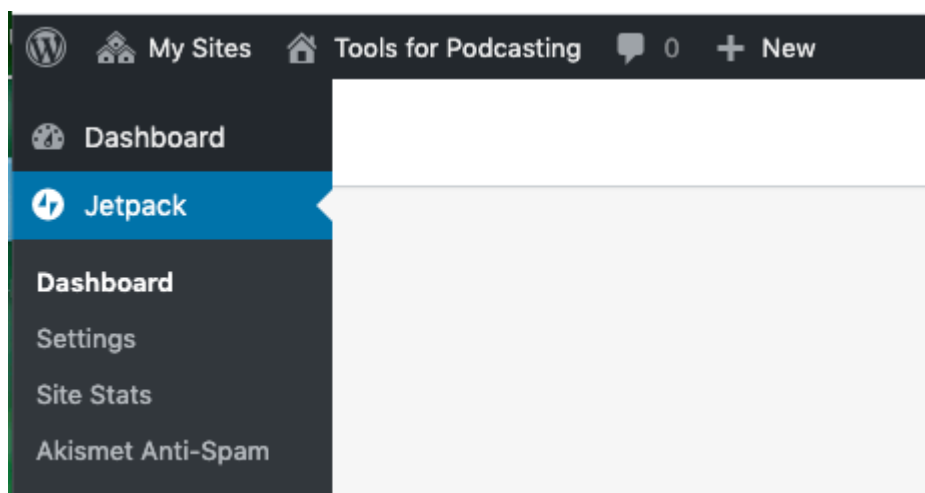 My Sites Tools for Podcasting 0 New
Dashboard
Jetpack
Dashboard
Settings
Site Stats
Akismet Anti-Spam